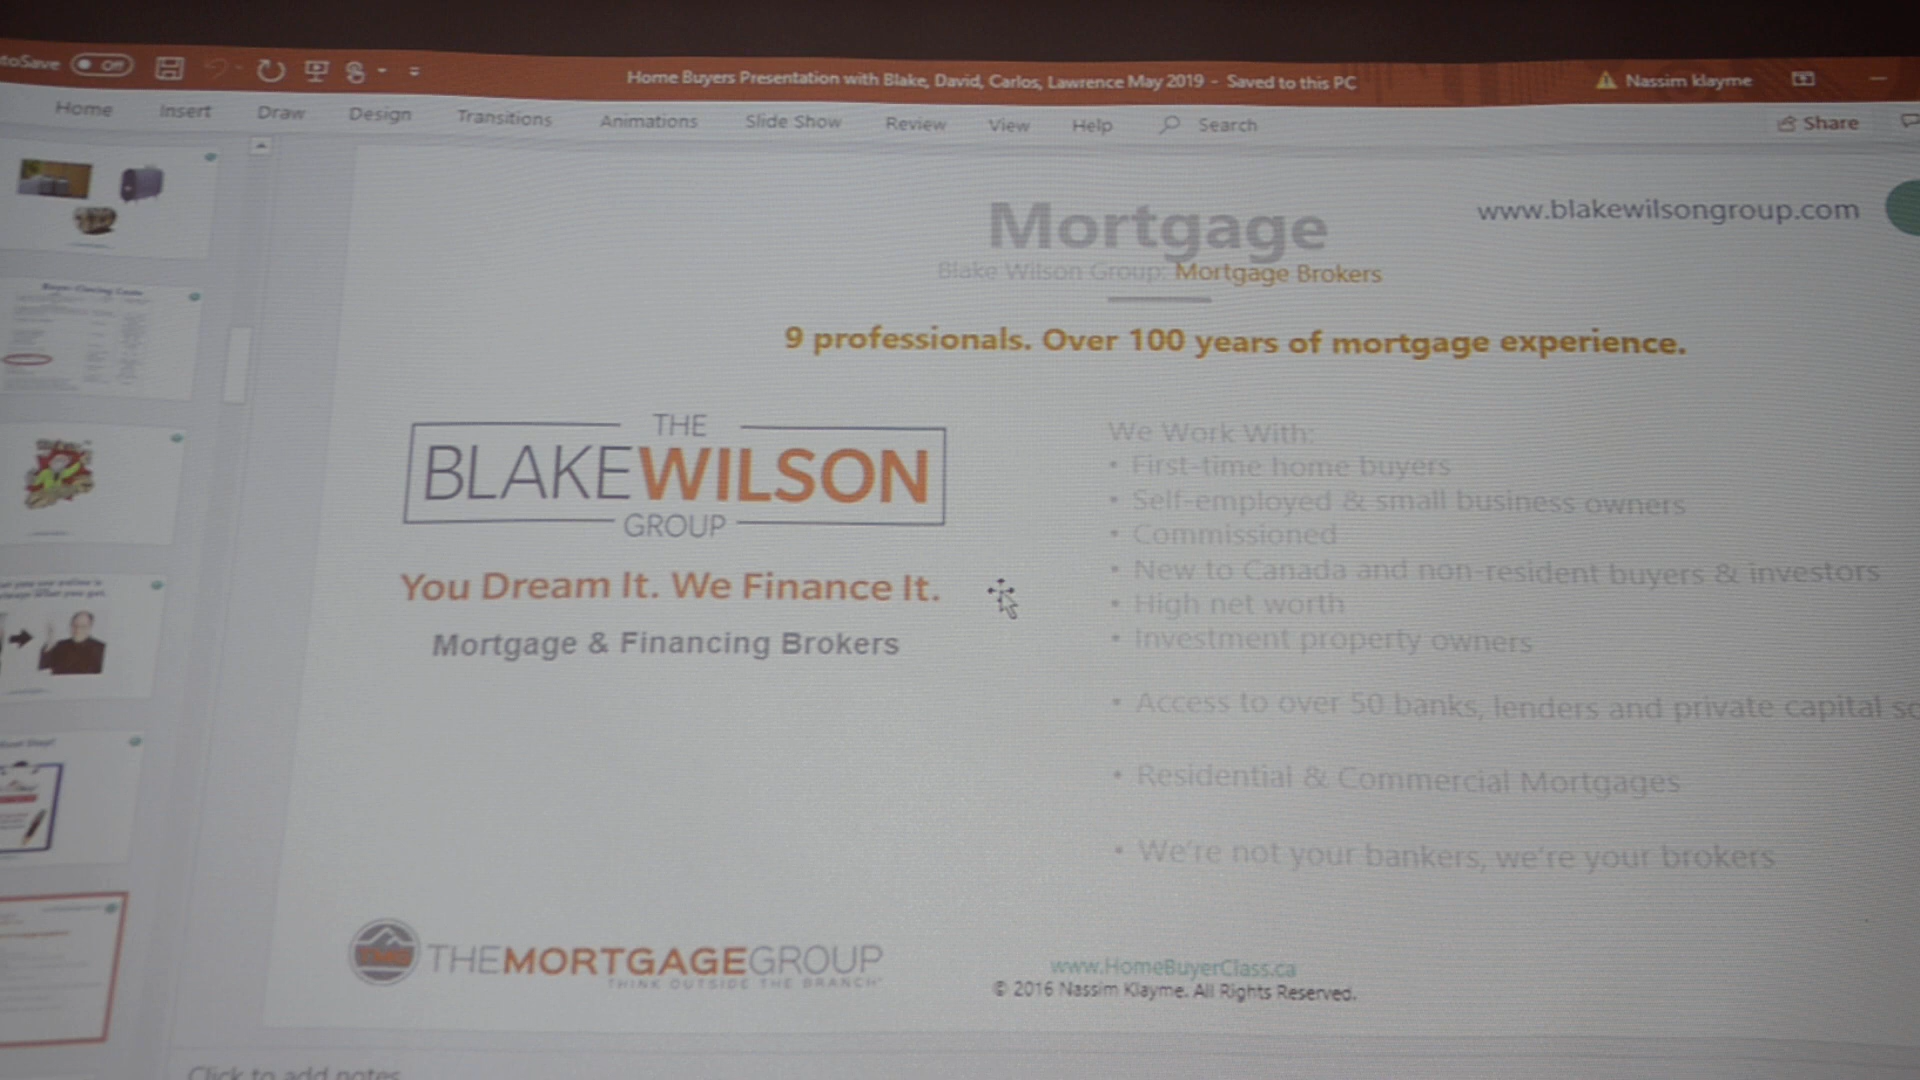 toSave Off
Home Buyers Presentation with Blake, David, Carlos, Lawrence May 2019 - Saved to this PC
Nassim klayme
Home Insert Draw Design Transitions Animations Slide Show Review View Help Search
Share
Mortgage
www.blakewilsongroup.com
Blake Wilson Group: Mortgage Brokers
9 professionals. Over 100 years of mortgage experience.
THE
BLAKEWILSON
GROUP
You Dream It. We Finance It.
Mortgage & Financing Brokers
We Work With:
• First-time home buyers
• Self-employed & small business owners
• Commissioned
• New to Canada and non-resident buyers & investors
• High net worth
• Investment property owners
• Access to over 50 banks, lenders and private capital so
• Residential & Commercial Mortgages
• We're not your bankers, we're your brokers
TMG THEMORTGAGEGROUP
THINK OUTSIDE THE BRANCH
www.HomeBuyerClass.ca
© 2016 Nassim Klayme. All Rights Reserved.
Buyer Closing Costs
Click to add notes